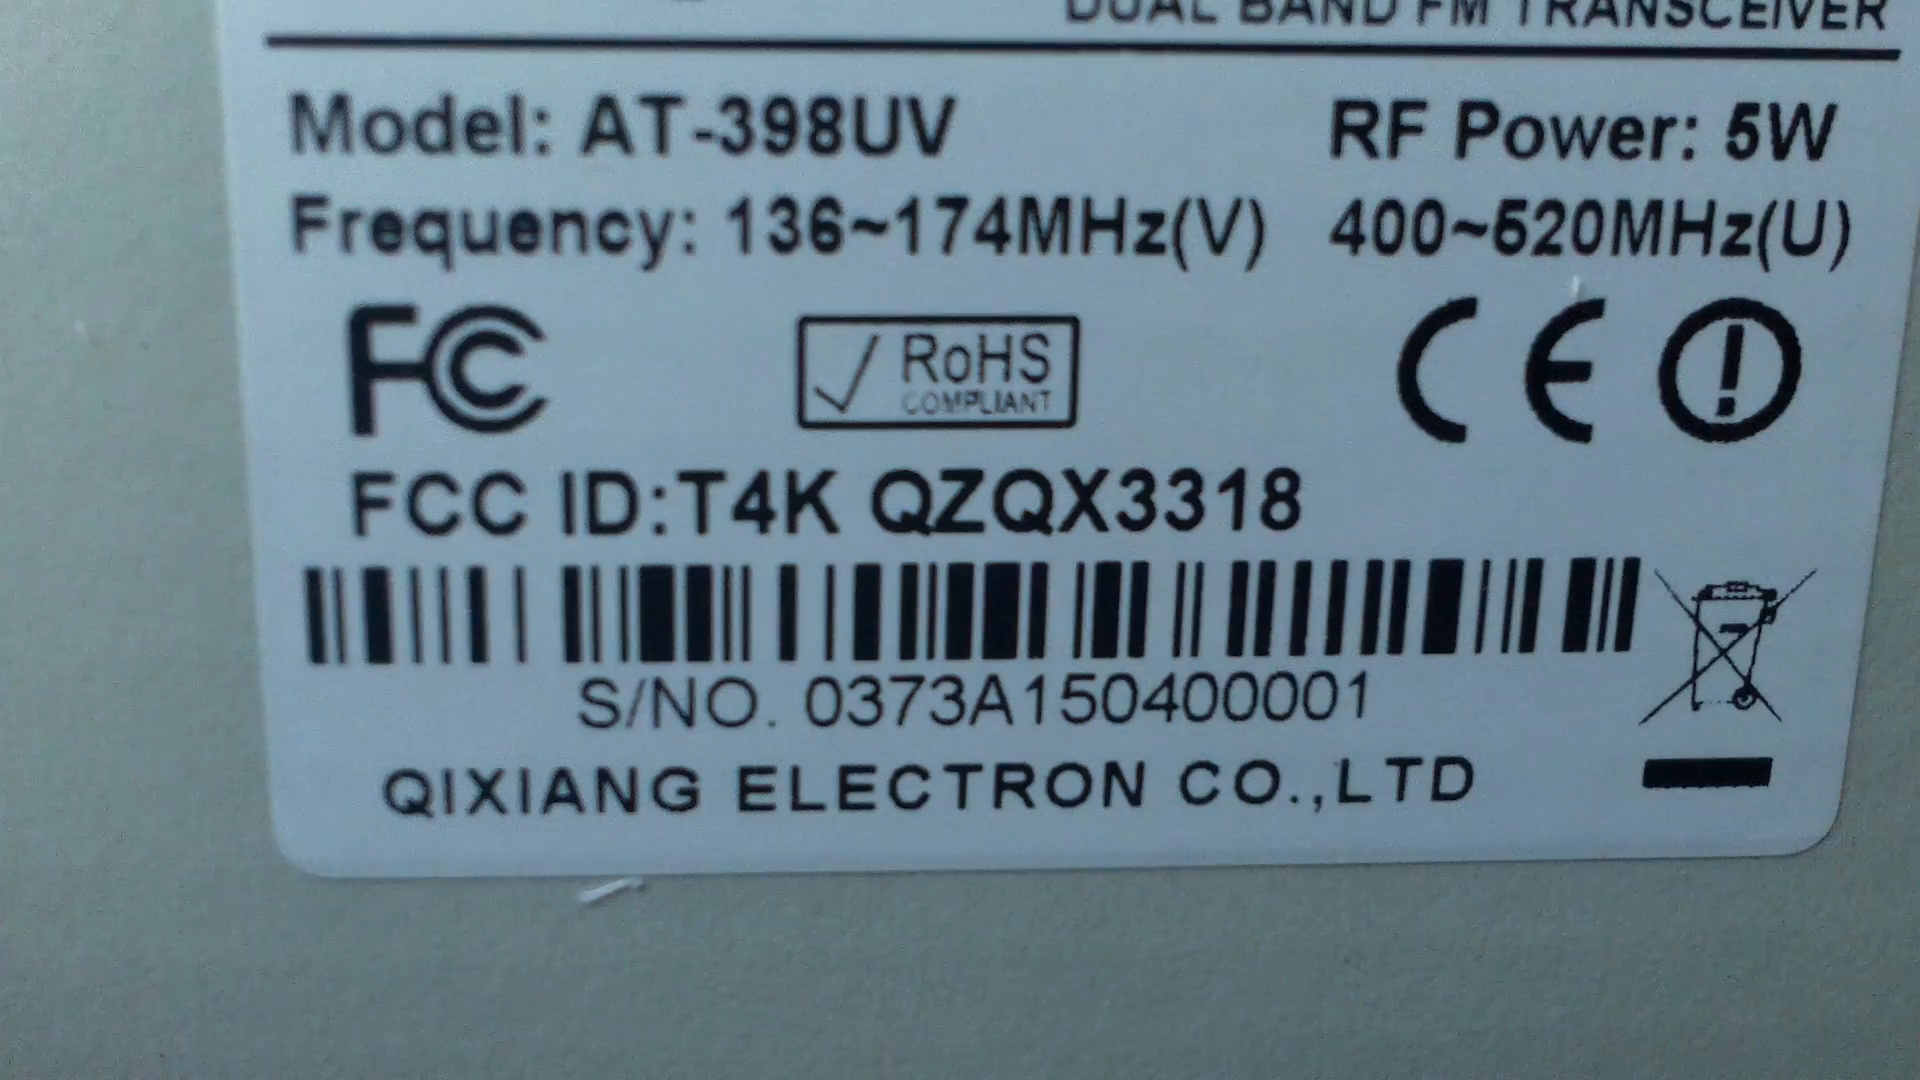 DUAL BAND FM TRANSCEIVER
Model: AT-398UV RF Power: 5W
Frequency: 136~174MHz(V) 400~520MHz(U)
FC RoHS CE
COMPLIANT
FCC ID:T4K QZQX3318
S/NO. 0373A150400001
QIXIANG ELECTRON CO.,LTD